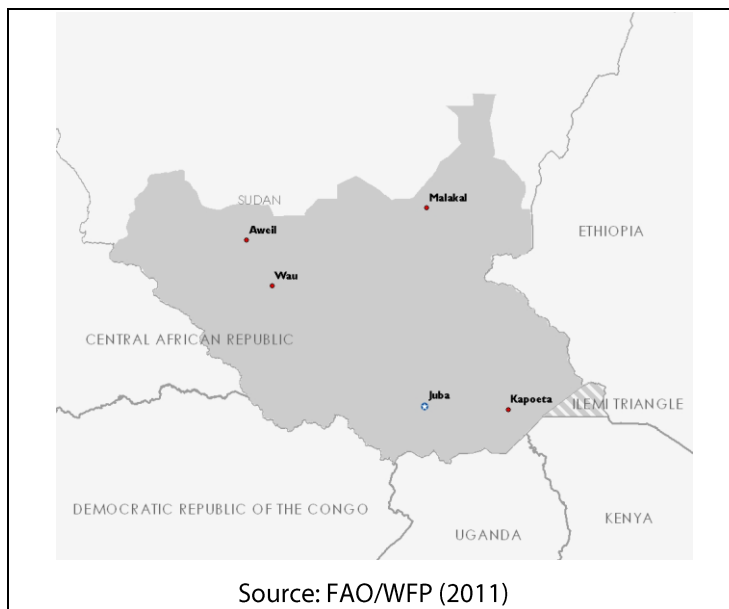 SUDAN
Malakal
Aweil
ETHIOPIA
Wau
CENTRAL AFRICAN REPUBLIC
Juba
Kapoeta
ILEMI TRIANGLE
DEMOCRATIC REPUBLIC OF THE CONGO
KENYA
UGANDA
Source: FAO/WFP (2011)